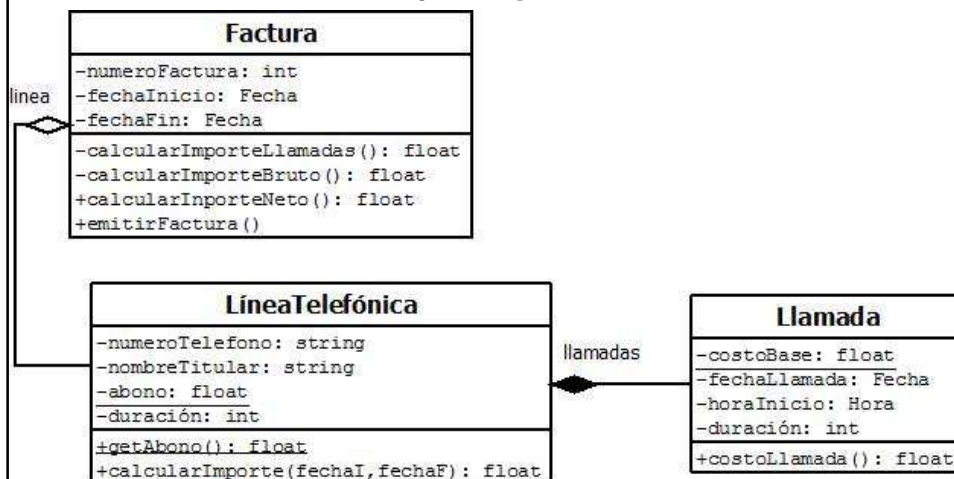 Factura
-numeroFactura: int
-fechaInicio: Fecha
-fechaFin: Fecha
-calcularImporteLlamadas(): float
-calcularImporteBruto(): float
+calcularInporteNeto(): float
+emitirFactura()
linea
LíneaTelefónica
-numeroTelefono: string
-nombreTitular: string
-abono: float
-duración: int
+getAbono(): float
+calcularImporte(fechaI,fechaF): float
llamadas
Llamada
-costoBase: float
-fechaLlamada: Fecha
-horaInicio: Hora
-duración: int
+costoLlamada(): float